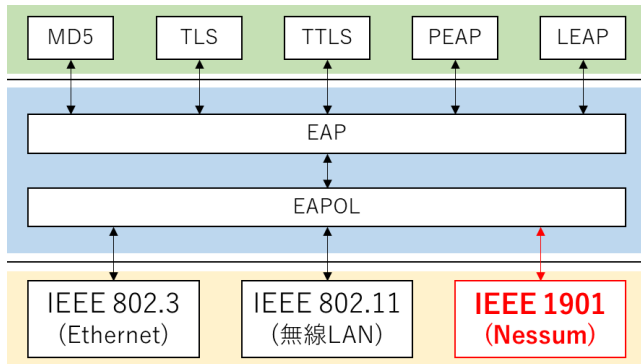 MD5
TLS
TTLS
PEAP
LEAP
EAP
EAPOL
IEEE 802.3
(Ethernet)
IEEE 802.11
(無線LAN)
IEEE 1901
(Nessum)